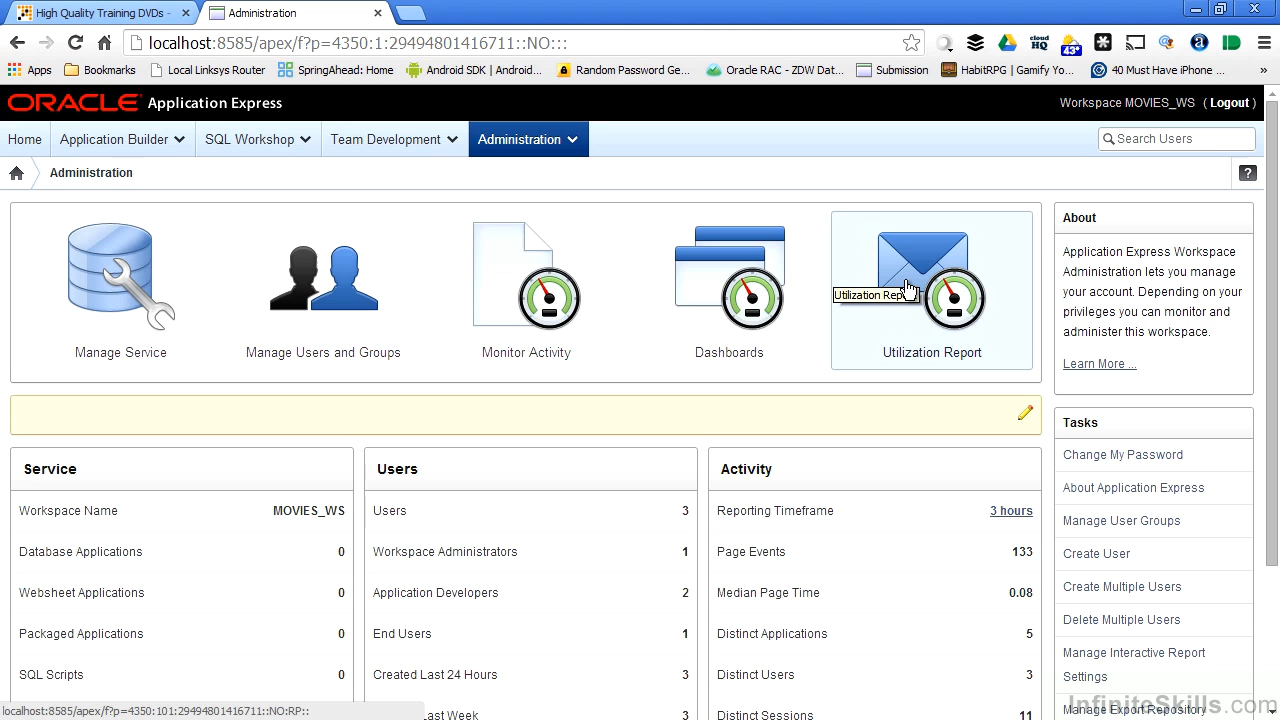 High Quality Training DVDs -
Administration
localhost:8585/apex/f?p=4350:1:29494801416711::NO:::
43°
Apps
Bookmarks
Local Linksys Router
SpringAhead: Home
Android SDK | Android...
Random Password Ge...
Oracle RAC - ZDW Dat...
Submission
HabitRPG | Gamify Yo...
40 Must Have iPhone ...
ORACLE Application Express
Workspace MOVIES_WS ( Logout )
Home
Application Builder
SQL Workshop
Team Development
Administration
Search Users
Administration
?
Manage Service
Manage Users and Groups
Monitor Activity
Dashboards
Utilization Report
Utilization Report
About
Application Express Workspace
Administration lets you manage
your account. Depending on your
privileges you can monitor and
administer this workspace.
Learn More ...
Service
Workspace Name MOVIES_WS
Database Applications 0
Websheet Applications 0
Packaged Applications 0
SQL Scripts 0
Users
Users 3
Workspace Administrators 1
Application Developers 2
End Users 1
Created Last 24 Hours 3
Last Week 3
Activity
Reporting Timeframe 3 hours
Page Events 133
Median Page Time 0.08
Distinct Applications 5
Distinct Users 3
Distinct Sessions 11
Tasks
Change My Password
About Application Express
Manage User Groups
Create User
Create Multiple Users
Delete Multiple Users
Manage Interactive Report
Settings
Manage Export Repository
localhost:8585/apex/f?p=4350:101:29494801416711::NO:RP::
InfiniteSkills.com